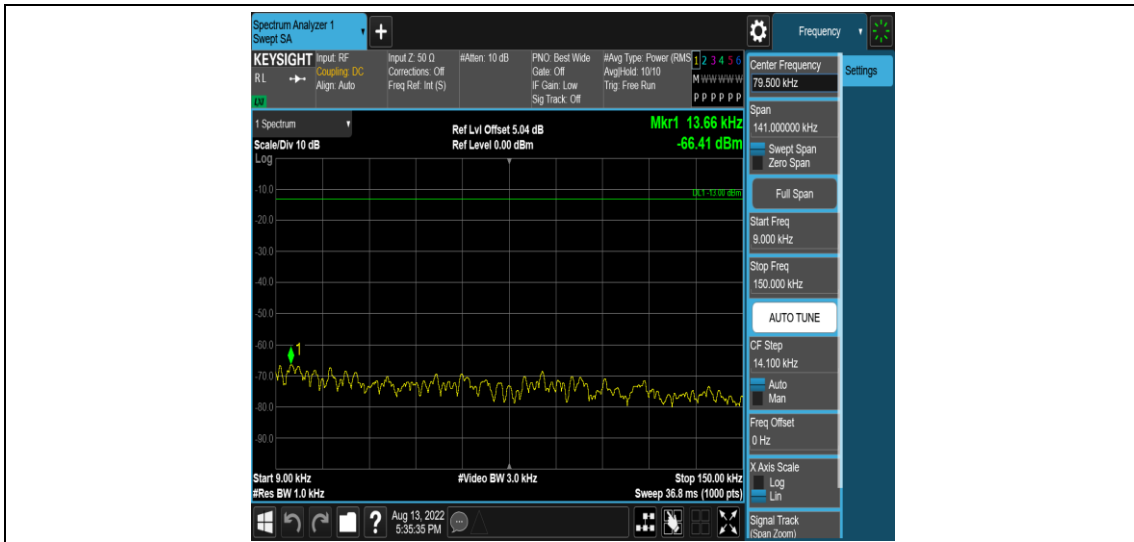 Spectrum Analyzer 1
Swept SA
+
Frequency
KEYSIGHT
RL
LXI
Input: RF
Coupling: DC
Align: Auto
Input Z: 50 Ω
Corrections: Off
Freq Ref: Int (S)
#Atten: 10 dB
PNO: Best Wide
Gate: Off
IF Gain: Low
Sig Track: Off
#Avg Type: Power (RMS
Avg|Hold: 10/10
Trig: Free Run
1 2 3 4 5 6
M W W W W W
P P P P P P
Center Frequency
79.500 kHz
Settings
1 Spectrum
Scale/Div 10 dB
Log
Ref Lvl Offset 5.04 dB
Ref Level 0.00 dBm
Mkr1 13.66 kHz
-66.41 dBm
DL1 -13.00 dBm
-10.0
-20.0
-30.0
-40.0
-50.0
-60.0
-70.0
-80.0
-90.0
1
Span
141.000000 kHz
Swept Span
Zero Span
Full Span
Start Freq
9.000 kHz
Stop Freq
150.000 kHz
AUTO TUNE
CF Step
14.100 kHz
Auto
Man
Freq Offset
0 Hz
X Axis Scale
Log
Lin
Signal Track
(Span Zoom)
Start 9.00 kHz
#Res BW 1.0 kHz
#Video BW 3.0 kHz
Stop 150.00 kHz
Sweep 36.8 ms (1000 pts)
?
Aug 13, 2022
5:35:35 PM